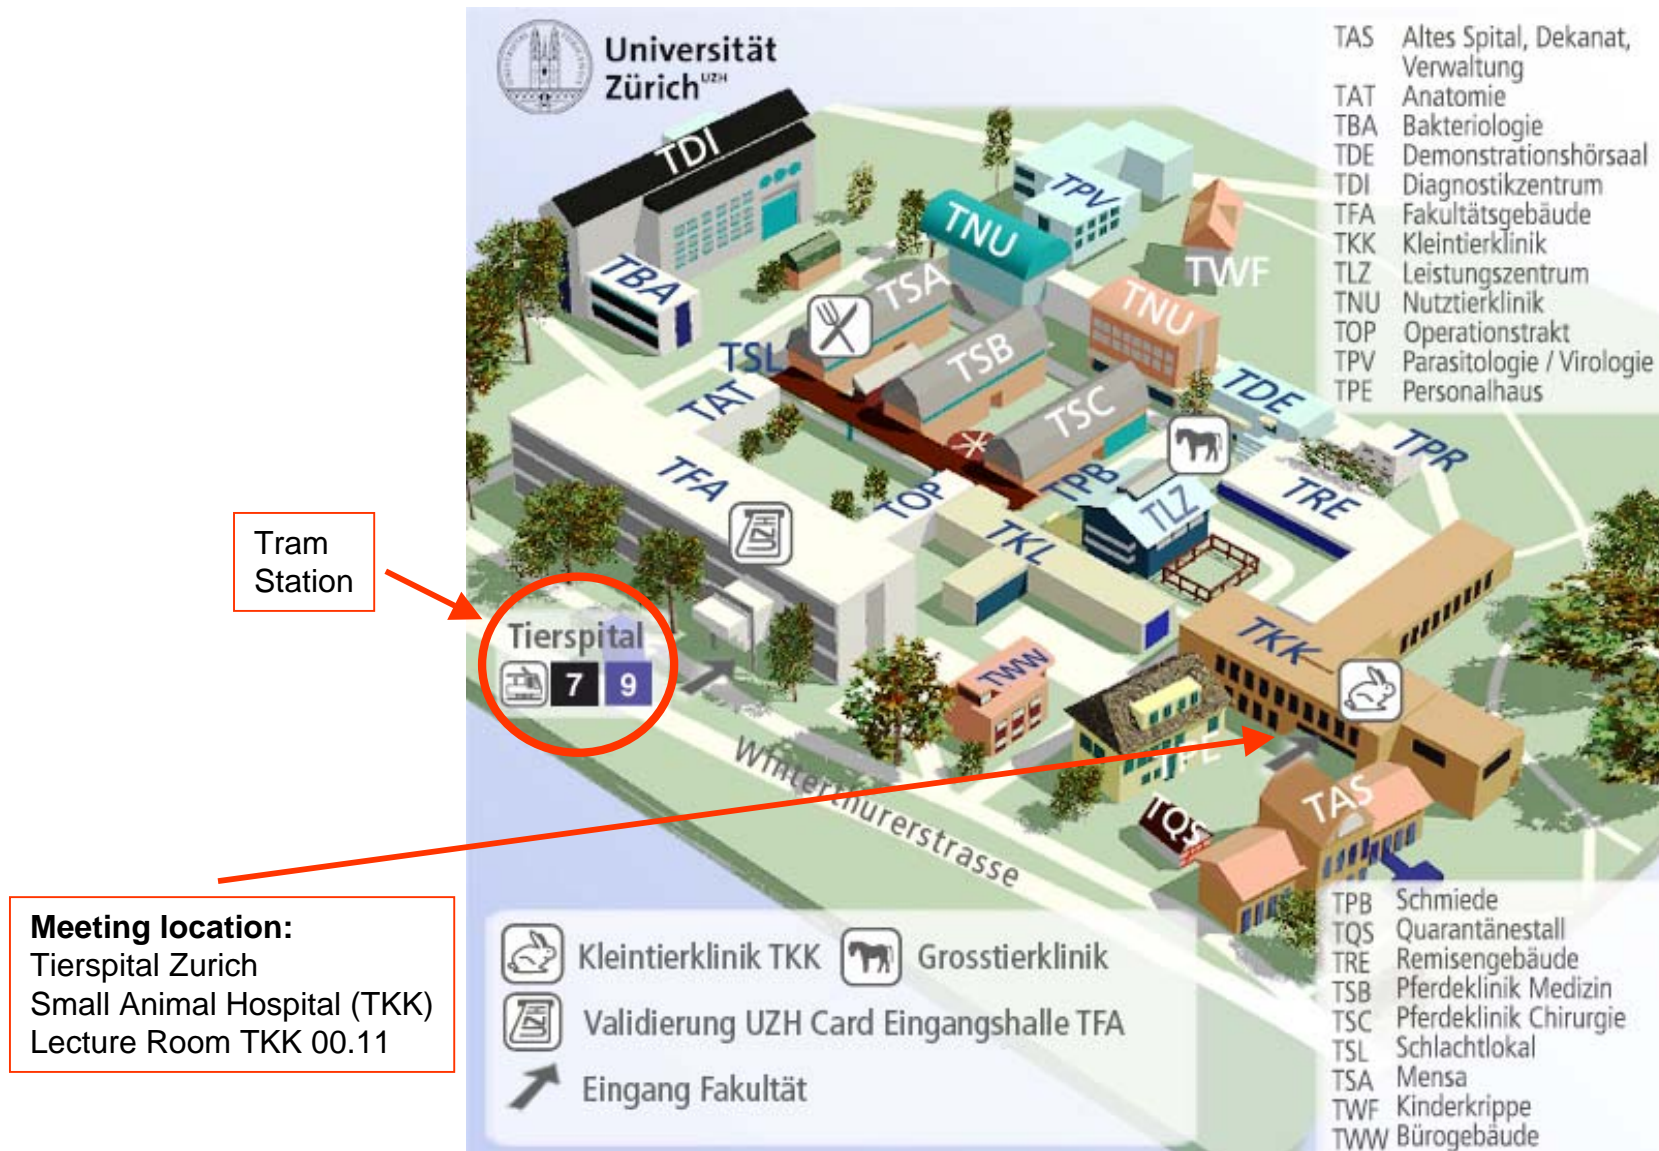 Universität
Zürich UZH
TAS Altes Spital, Dekanat,
Verwaltung
TAT Anatomie
TBA Bakteriologie
TDE Demonstrationshörsaal
TDI Diagnostikzentrum
TFA Fakultätsgebäude
TKK Kleintierklinik
TLZ Leistungszentrum
TNU Nutztierklinik
TOP Operationstrakt
TPV Parasitologie / Virologie
TPE Personalhaus
TDI
TPV
TNU
TWF
TBA
TSA
TNU
TSL
TSB
TAT
TSC
TDE
TPR
TFA
TOP
TPB
TLZ
TRE
TKL
Tram
Station
Tierspital
7 9
TKK
TWW
TPE
Winterthurerstrasse
TAS
TQS
Meeting location:
Tierspital Zurich
Small Animal Hospital (TKK)
Lecture Room TKK 00.11
Kleintierklinik TKK
Grosstierklinik
UZH
Validierung UZH Card Eingangshalle TFA
Eingang Fakultät
TPB Schmiede
TQS Quarantänestall
TRE Remisengebäude
TSB Pferdeklinik Medizin
TSC Pferdeklinik Chirurgie
TSL Schlachtlokal
TSA Mensa
TWF Kinderkrippe
TWW Bürogebäude